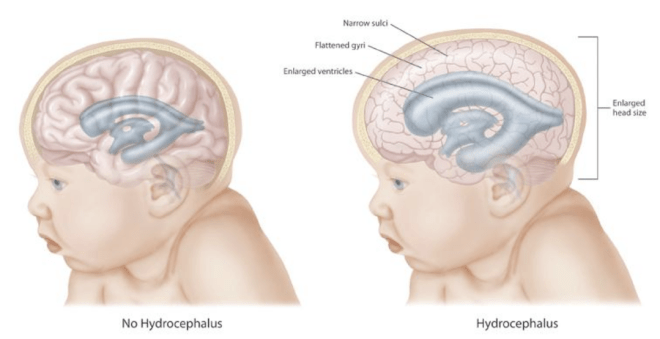 Narrow sulci
Flattened gyri
Enlarged ventricles
Enlarged
head size
No Hydrocephalus
Hydrocephalus